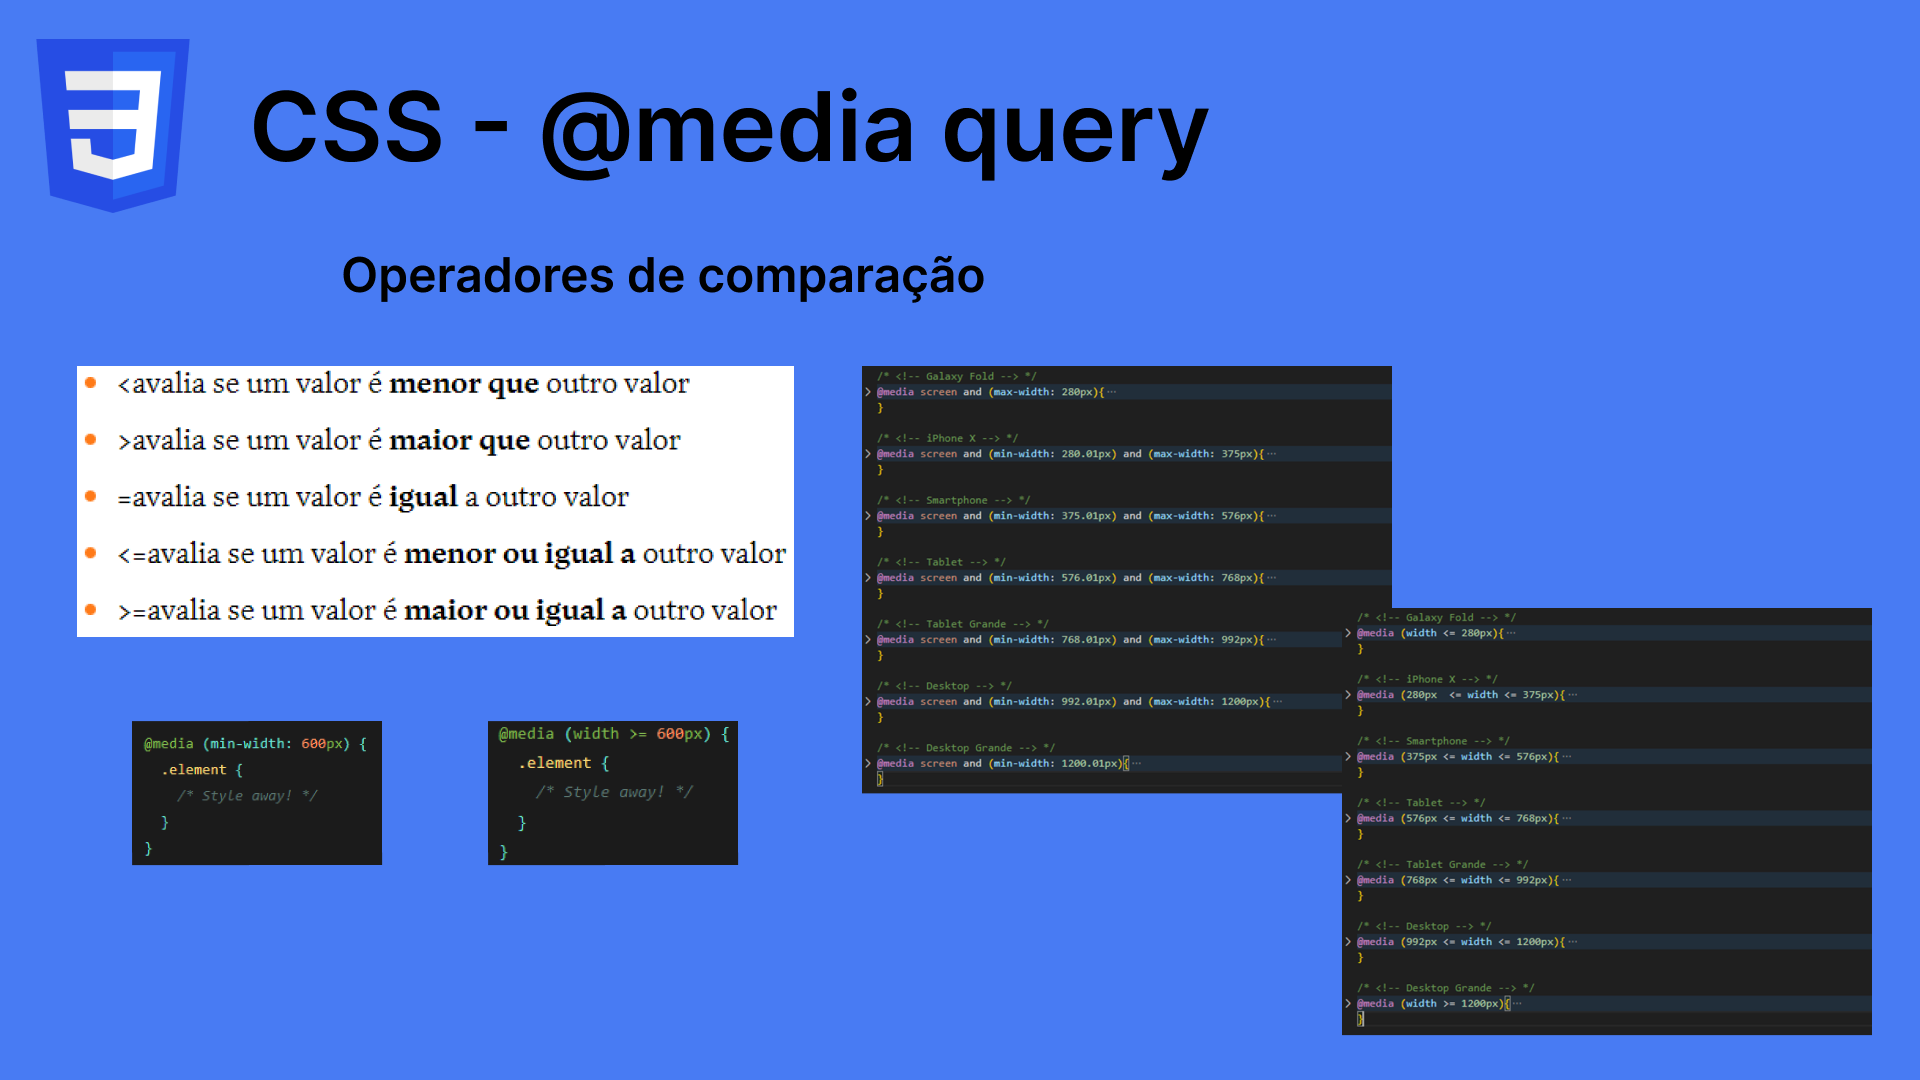 CSS - @media query
Operadores de comparação
<avalia se um valor é menor que outro valor
>avalia se um valor é maior que outro valor
=avalia se um valor é igual a outro valor
<=avalia se um valor é menor ou igual a outro valor
>=avalia se um valor é maior ou igual a outro valor
@media (min-width: 600px) {
.element {
/* Style away! */
}
}
@media (width >= 600px) {
.element {
/* Style away! */
}
}
/* <!-- Galaxy Fold --> */
@media screen and (max-width: 280px){ ...
}
/* <!-- iPhone X --> */
@media screen and (min-width: 280.01px) and (max-width: 375px){ ...
}
/* <!-- Smartphone --> */
@media screen and (min-width: 375.01px) and (max-width: 576px){ ...
}
/* <!-- Tablet --> */
@media screen and (min-width: 576.01px) and (max-width: 768px){ ...
}
/* <!-- Tablet Grande --> */
@media screen and (min-width: 768.01px) and (max-width: 992px){ ...
}
/* <!-- Desktop --> */
@media screen and (min-width: 992.01px) and (max-width: 1200px){ ...
}
/* <!-- Desktop Grande --> */
@media screen and (min-width: 1200.01px){ ...
}
/* <!-- Galaxy Fold --> */
@media (width <= 280px){ ...
}
/* <!-- iPhone X --> */
@media (280px  <= width <= 375px){ ...
}
/* <!-- Smartphone --> */
@media (375px <= width <= 576px){ ...
}
/* <!-- Tablet --> */
@media (576px <= width <= 768px){ ...
}
/* <!-- Tablet Grande --> */
@media (768px <= width <= 992px){ ...
}
/* <!-- Desktop --> */
@media (992px <= width <= 1200px){ ...
}
/* <!-- Desktop Grande --> */
@media (width >= 1200px){ ...
}